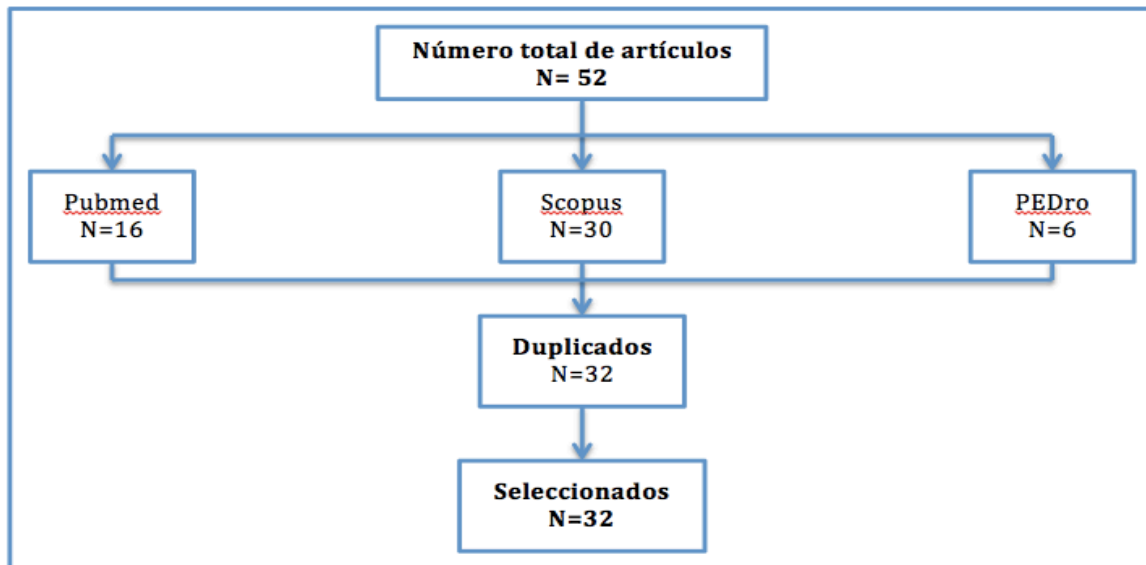 Número total de artículos
N= 52
Pubmed
N=16
Scopus
N=30
PEDro
N=6
Duplicados
N=32
Seleccionados
N=32